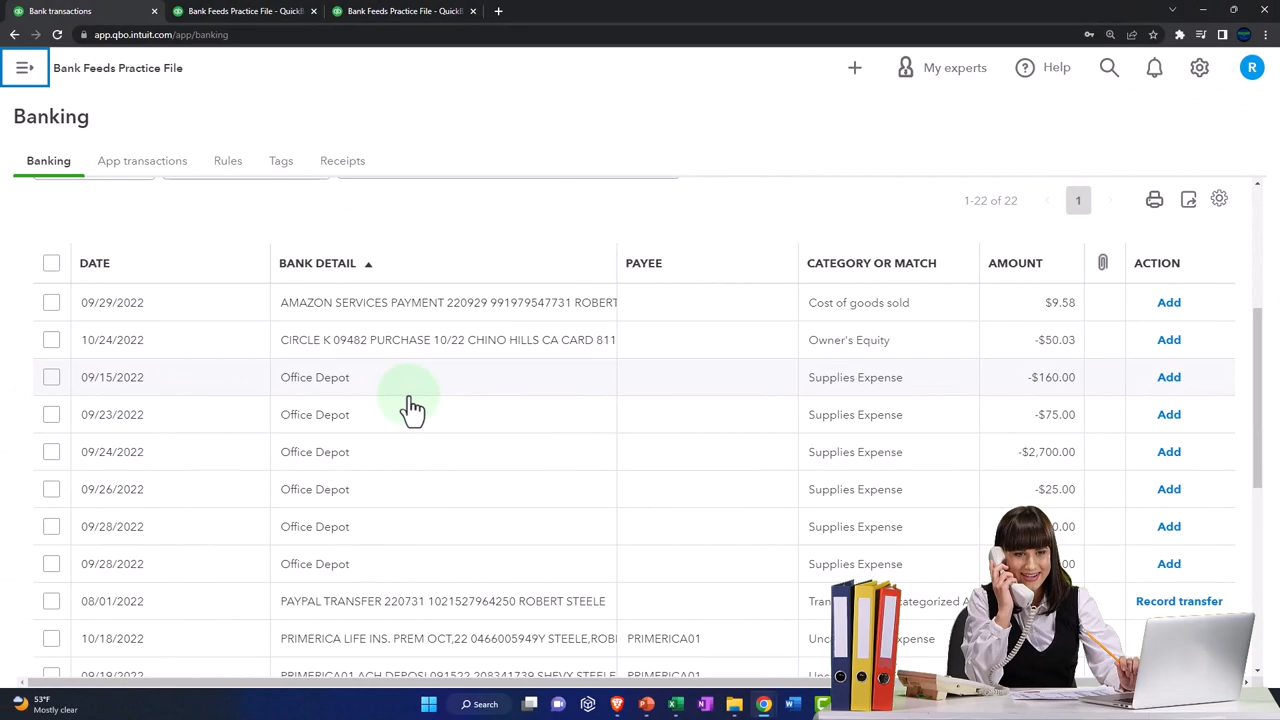 Bank transactions
Bank Feeds Practice File - QuickB
Bank Feeds Practice File - QuickB
app.qbo.intuit.com/app/banking
Bank Feeds Practice File
My experts
Help
R
Banking
Banking
App transactions
Rules
Tags
Receipts
1-22 of 22
1
DATE BANK DETAIL PAYEE CATEGORY OR MATCH AMOUNT ACTION
09/29/2022 AMAZON SERVICES PAYMENT 220929 991979547731 ROBERT Cost of goods sold $9.58 Add
10/24/2022 CIRCLE K 09482 PURCHASE 10/22 CHINO HILLS CA CARD 811 Owner's Equity -$50.03 Add
09/15/2022 Office Depot Supplies Expense -$160.00 Add
09/23/2022 Office Depot Supplies Expense -$75.00 Add
09/24/2022 Office Depot Supplies Expense -$2,700.00 Add
09/26/2022 Office Depot Supplies Expense -$25.00 Add
09/28/2022 Office Depot Supplies Expense 0.00 Add
09/28/2022 Office Depot Supplies Expense Add
08/01/2022 PAYPAL TRANSFER 220731 1021527964250 ROBERT STEELE Record transfer
10/18/2022 PRIMERICA LIFE INS. PREM OCT,22 0466005949Y STEELE,ROB PRIMERICA01
53°F
Mostly clear
Search